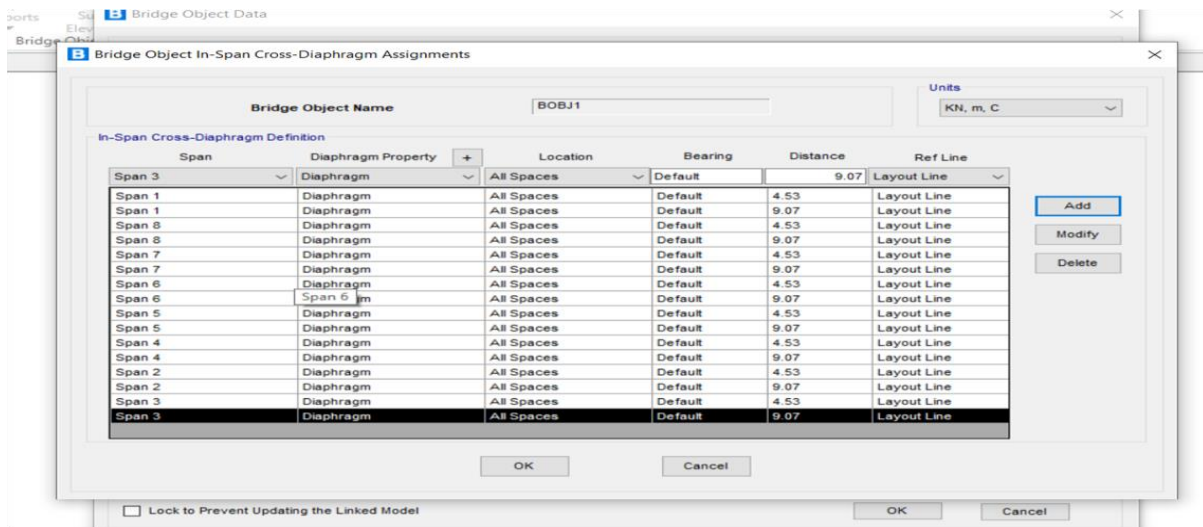 ports Su B Bridge Object Data
Elev
Bridge Obje
B Bridge Object In-Span Cross-Diaphragm Assignments
Units
Bridge Object Name BOBJ1 KN, m, C
In-Span Cross-Diaphragm Definition
Span Diaphragm Property + Location Bearing Distance Ref Line
Span 3 Diaphragm All Spaces Default 9.07 Layout Line
Span 1 Diaphragm All Spaces Default 4.53 Layout Line
Add
Span 1 Diaphragm All Spaces Default 9.07 Layout Line
Span 8 Diaphragm All Spaces Default 4.53 Layout Line
Modify
Span 8 Diaphragm All Spaces Default 9.07 Layout Line
Span 7 Diaphragm All Spaces Default 4.53 Layout Line
Delete
Span 7 Diaphragm All Spaces Default 9.07 Layout Line
Span 6 Diaphragm All Spaces Default 4.53 Layout Line
Span 6 Span 6 m All Spaces Default 9.07 Layout Line
Span 5 Diaphragm All Spaces Default 4.53 Layout Line
Span 5 Diaphragm All Spaces Default 9.07 Layout Line
Span 4 Diaphragm All Spaces Default 4.53 Layout Line
Span 4 Diaphragm All Spaces Default 9.07 Layout Line
Span 2 Diaphragm All Spaces Default 4.53 Layout Line
Span 2 Diaphragm All Spaces Default 9.07 Layout Line
Span 3 Diaphragm All Spaces Default 4.53 Layout Line
Span 3 Diaphragm All Spaces Default 9.07 Layout Line
OK Cancel
Lock to Prevent Updating the Linked Model OK Cancel